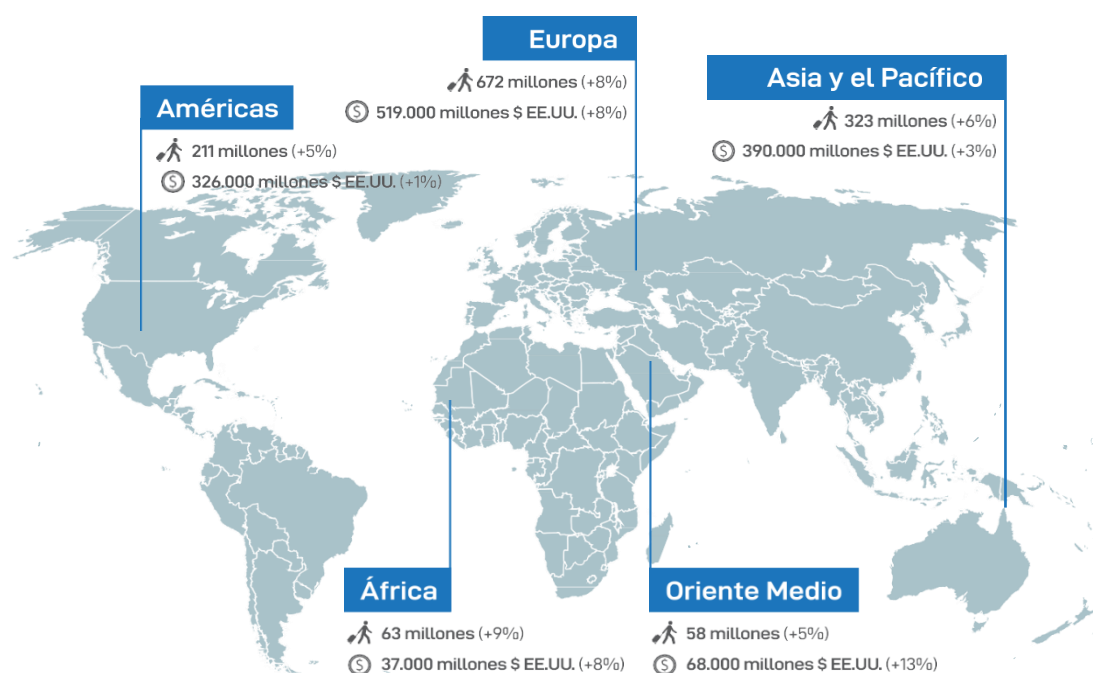 Europa
672 millones (+8%)
519.000 millones $ EE.UU. (+8%)
Asia y el Pacífico
323 millones (+6%)
390.000 millones $ EE.UU. (+3%)
Américas
211 millones (+5%)
326.000 millones $ EE.UU. (+1%)
África
63 millones (+9%)
37.000 millones $ EE.UU. (+8%)
Oriente Medio
58 millones (+5%)
68.000 millones $ EE.UU. (+13%)